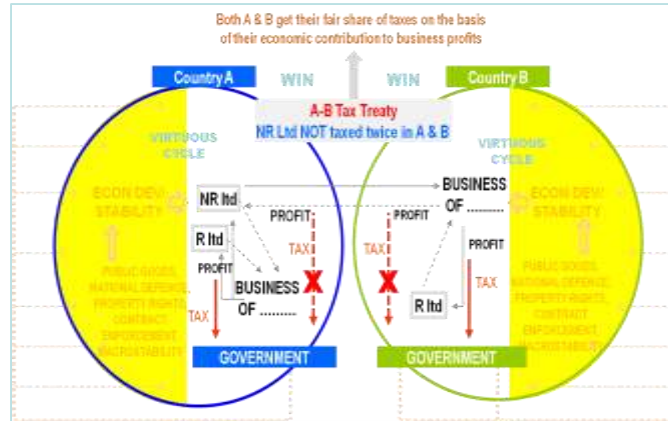 Both A & B get their fair share of taxes on the basis
of their economic contribution to business profits
Country A
WIN
WIN
Country B
A-B Tax Treaty
NR Ltd NOT taxed twice in A & B
VIRTUOUS
CYCLE
VIRTUOUS
CYCLE
ECON DEV/
STABILITY
NR ltd
PROFIT
PROFIT
BUSINESS
OF ..........
ECON DEV/
STABILITY
R ltd
TAX
TAX
PROFIT
PROFIT
TAX
BUSINESS
OF ..........
TAX
R ltd
PUBLIC GOODS,
NATIONAL DEFENCE,
PROPERTY RIGHTS,
CONTRACT
ENFORCEMENT
MACROSTABILITY
PUBLIC GOODS,
NATIONAL DEFENCE,
PROPERTY RIGHTS,
CONTRACT
ENFORCEMENT
MACROSTABILITY
GOVERNMENT
GOVERNMENT